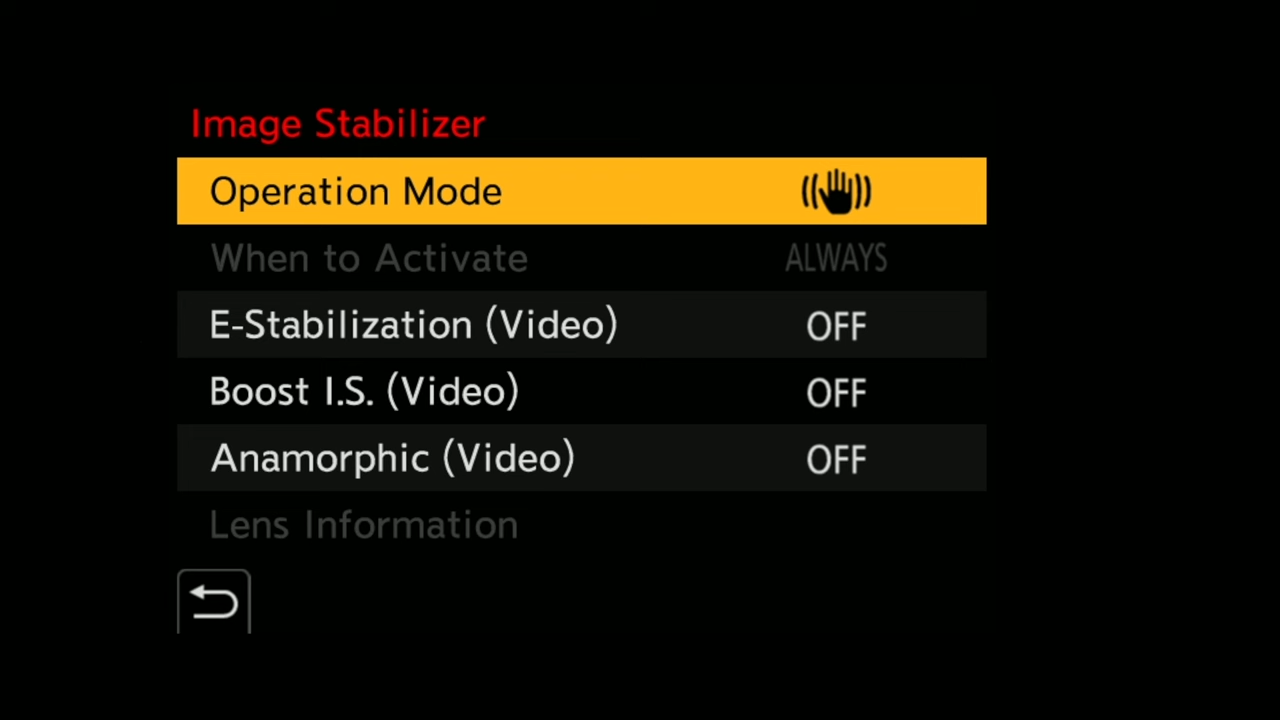 Image Stabilizer
Operation Mode
When to Activate ALWAYS
E-Stabilization (Video) OFF
Boost I.S. (Video) OFF
Anamorphic (Video) OFF
Lens Information